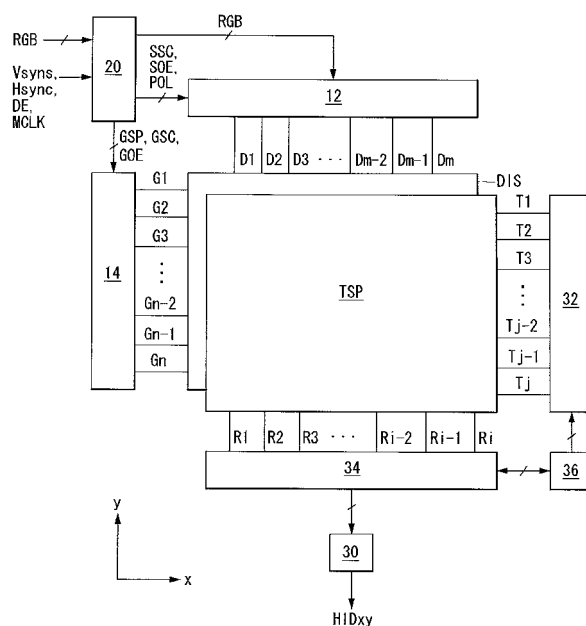 RGB
RGB
Vsyns,
Hsync,
DE,
MCLK
20
SSC,
SOE,
POL
12
GSP, GSC,
GOE
D1 D2 D3 ··· Dm-2 Dm-1 Dm
DIS
G1
G2
G3
⋮
Gn-2
Gn-1
Gn
14
TSP
T1
T2
T3
⋮
Tj-2
Tj-1
Tj
32
R1 R2 R3 ··· Ri-2 Ri-1 Ri
34
36
30
HIDxy
y
x